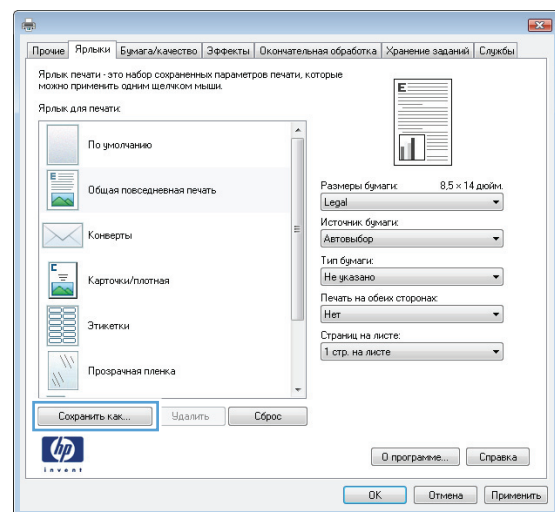 Прочие Ярлыки Бумага/качество Эффекты Окончательная обработка Хранение заданий Службы
Ярлык печати - это набор сохраненных параметров печати, которые
можно применить одним щелчком мыши.
Ярлык для печати:
По умолчанию
Общая повседневная печать
Конверты
Карточки/плотная
Этикетки
Прозрачная пленка
Сохранить как...
Удалить
Сброс
E
Размеры бумаги: 8,5 × 14 дюйм.
Legal
Источник бумаги:
Автовыбор
Тип бумаги:
Не указано
Печать на обеих сторонах:
Нет
Страниц на листе:
1 стр. на листе
hp
invent
О программе...
Справка
OK
Отмена
Применить